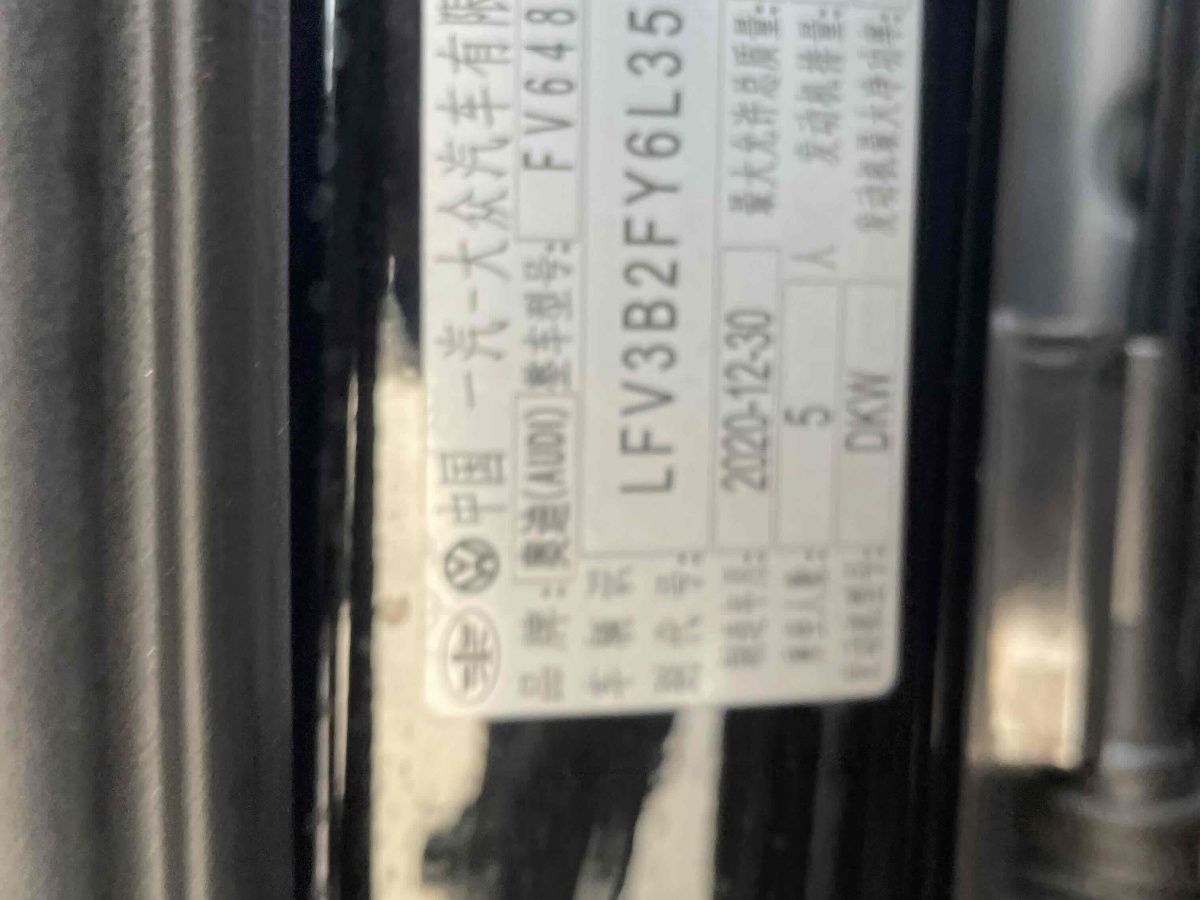 中国 一汽-大众汽车有限
品牌: 奥迪(AUDI) 整车型号: FV648
车辆识别代号: LFV3B2FY6L35
制造年月: 2020-12-30 最大允许总质量:
乘坐人数: 5 人 发动机排量:
发动机型号: DKW 发动机最大净功率: